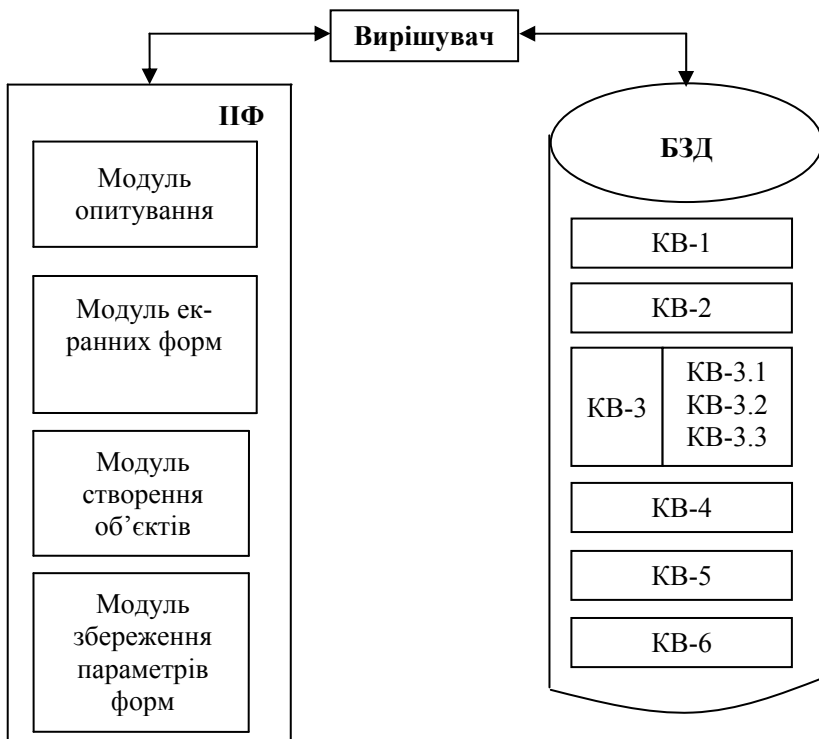 Вирішувач
ІІФ
Модуль
опитування
Модуль ек-
ранних форм
Модуль
створення
об’єктів
Модуль
збереження
параметрів
форм
БЗД
КВ-1
КВ-2
КВ-3
КВ-3.1
КВ-3.2
КВ-3.3
КВ-4
КВ-5
КВ-6